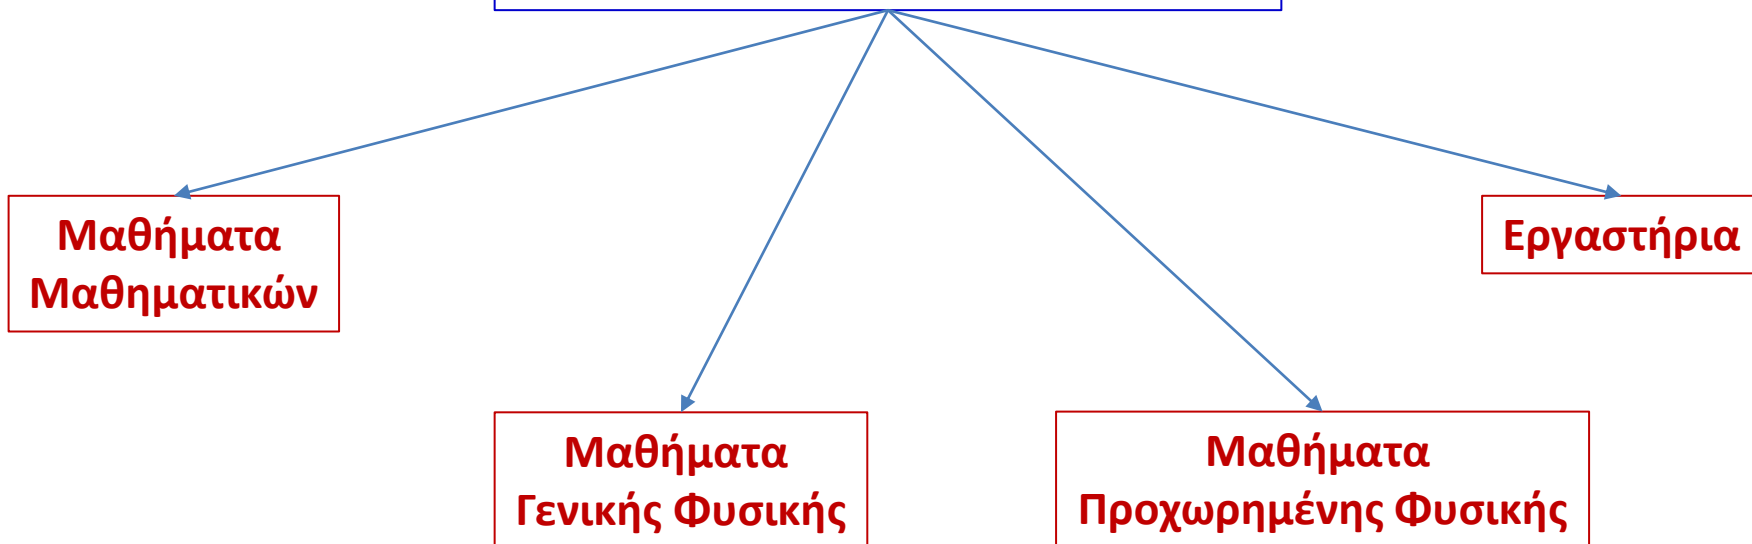 Μαθήματα
Μαθηματικών
Εργαστήρια
Μαθήματα
Γενικής Φυσικής
Μαθήματα
Προχωρημένης Φυσικής